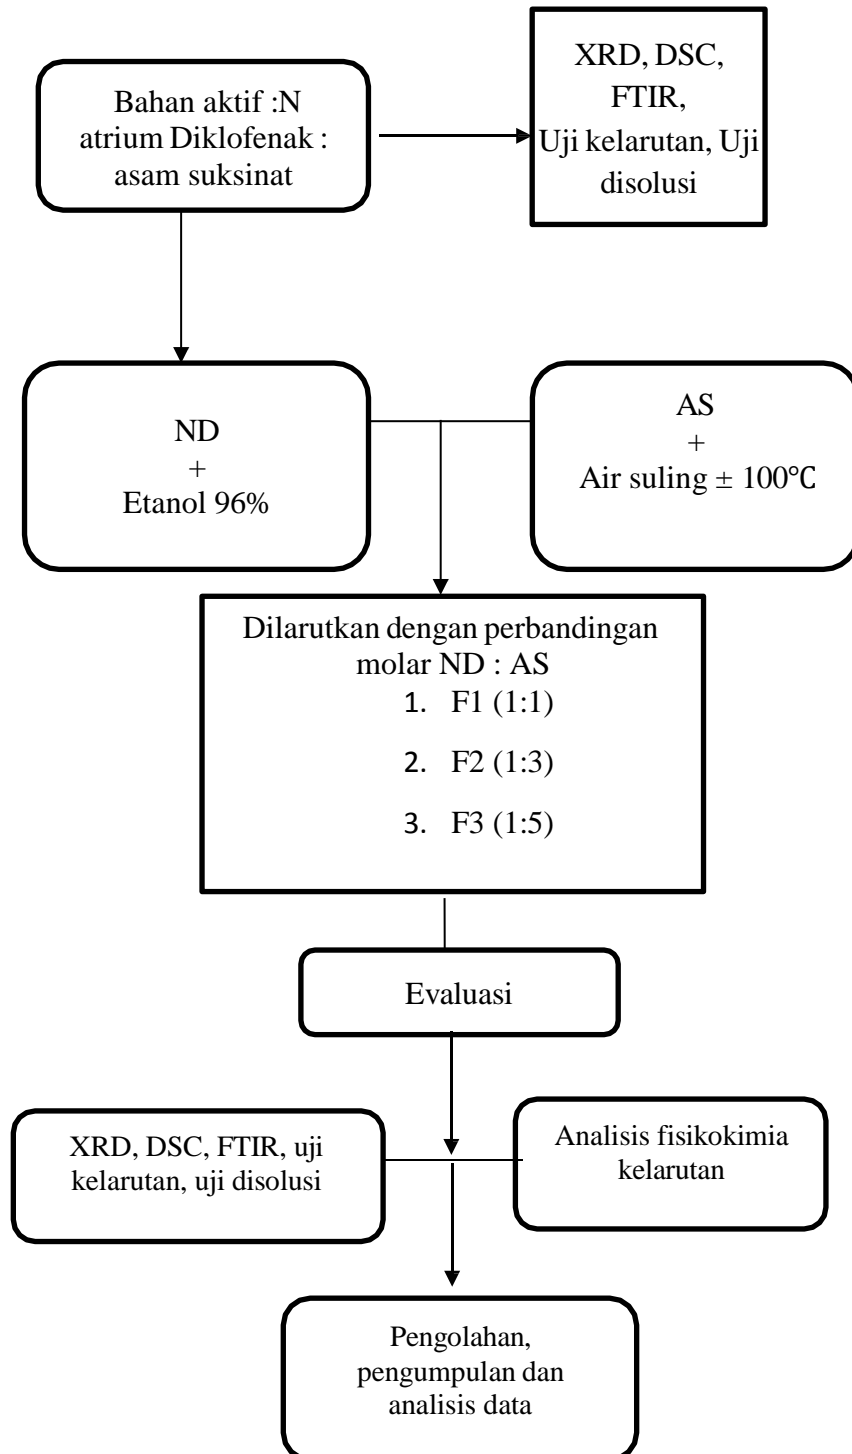 Bahan aktif :N
atrium Diklofenak :
asam suksinat
XRD, DSC,
FTIR,
Uji kelarutan, Uji
disolusi
ND
+
Etanol 96%
AS
+
Air suling ± 100℃
Dilarutkan dengan perbandingan
molar ND : AS
1. F1 (1:1)
2. F2 (1:3)
3. F3 (1:5)
Evaluasi
XRD, DSC, FTIR, uji
kelarutan, uji disolusi
Analisis fisikokimia
kelarutan
Pengolahan,
pengumpulan dan
analisis data